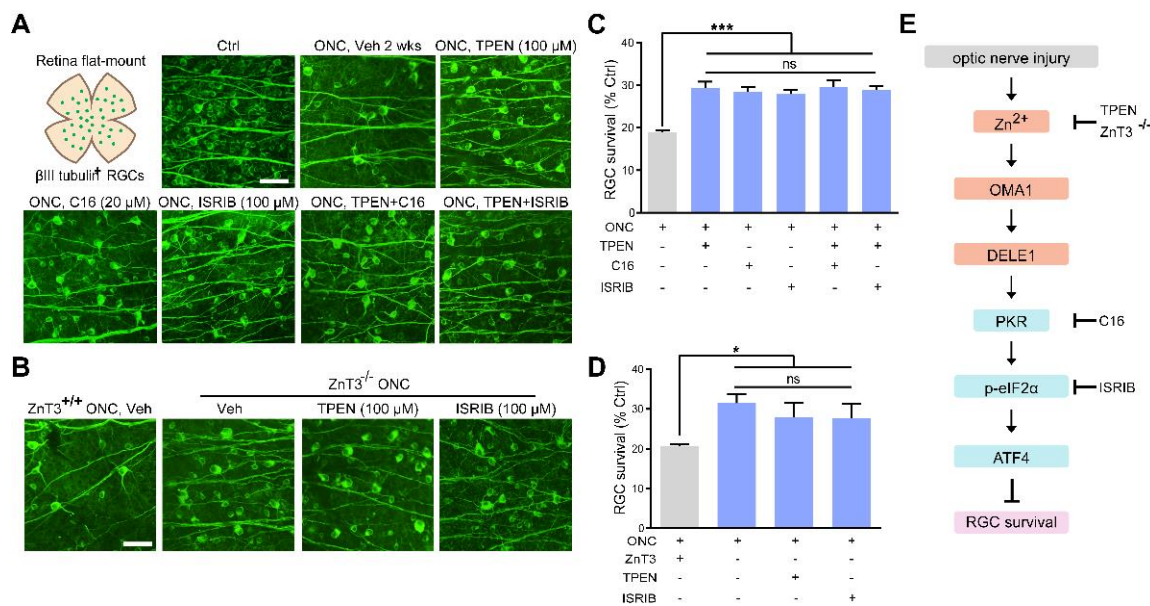 A
Retina flat-mount
βIII tubulin+ RGCs
Ctrl
ONC, Veh 2 wks
ONC, TPEN (100 μM)
ONC, C16 (20 μM)
ONC, ISRIB (100 μM)
ONC, TPEN+C16
ONC, TPEN+ISRIB
B
ZnT3-/- ONC
ZnT3+/+ ONC, Veh
Veh
TPEN (100 μM)
ISRIB (100 μM)
C
RGC survival (% Ctrl)
40
30
20
10
0
***
ns
ONC + + + + + +
TPEN - + - - + +
C16 - - + - + -
ISRIB - - - + - +
D
RGC survival (% Ctrl)
40
30
20
10
0
*
ns
ONC + + + +
ZnT3 + - - -
TPEN - - + -
ISRIB - - - +
E
optic nerve injury
Zn2+
TPEN
ZnT3 -/-
OMA1
DELE1
PKR
C16
p-eIF2α
ISRIB
ATF4
RGC survival